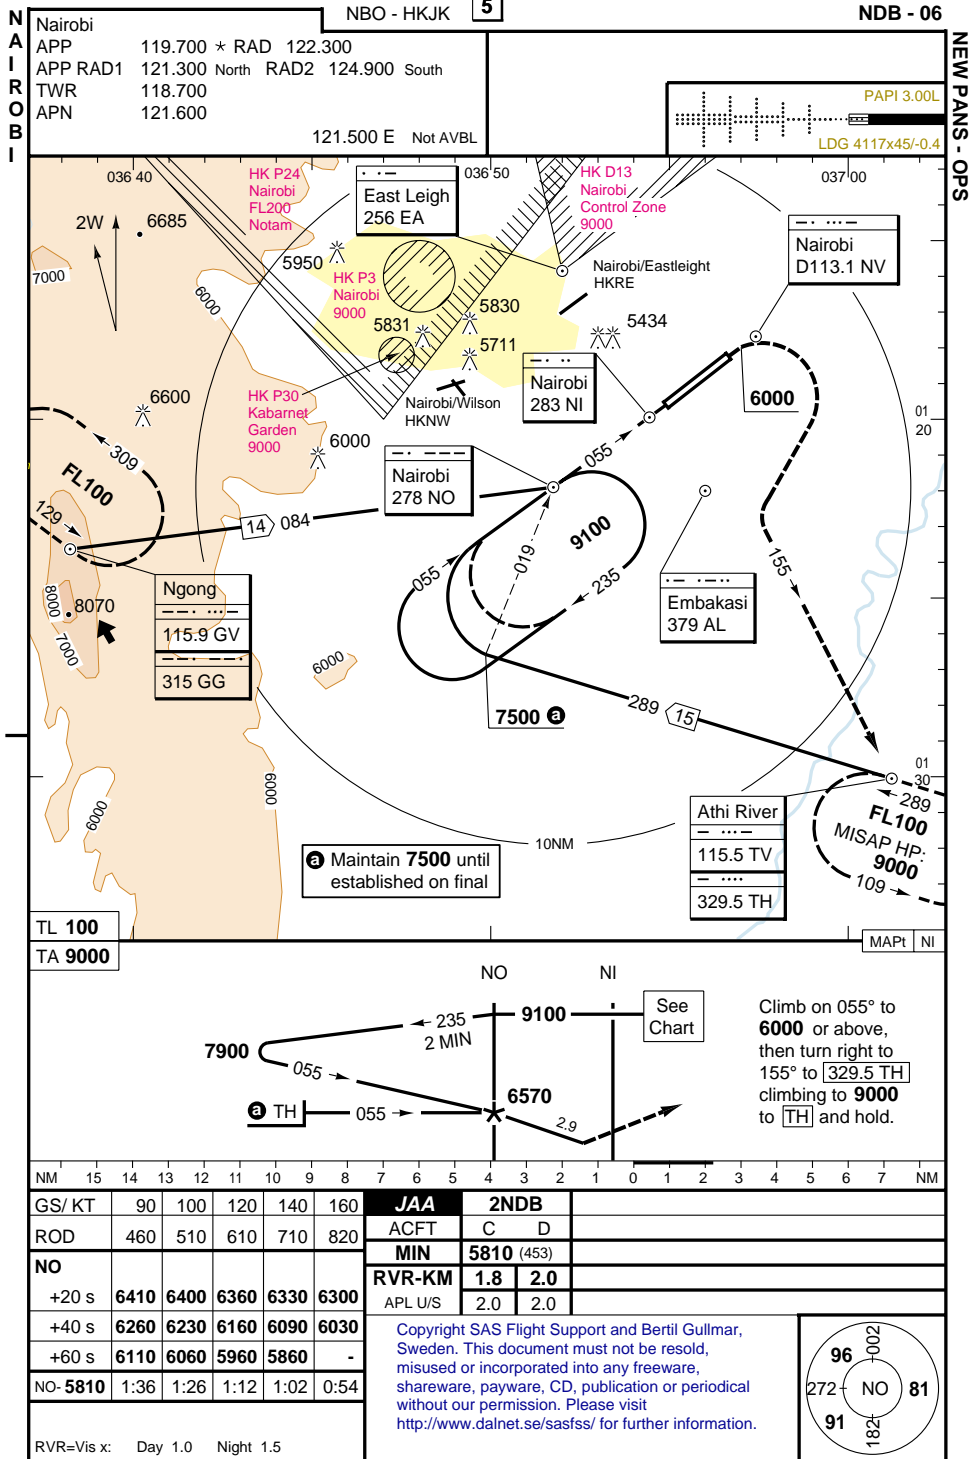 NAIROBI
NBO - HKJK
5
NDB - 06
NEW PANS - OPS
Nairobi
APP 119.700 * RAD 122.300
APP RAD1 121.300 North RAD2 124.900 South
TWR 118.700
APN 121.600
121.500 E Not AVBL
PAPI 3.00L
LDG 4117x45/-0.4
036 40
036 50
037 00
HK P24
Nairobi
FL200
Notam
East Leigh
256 EA
HK D13
Nairobi
Control Zone
9000
2W
6685
5950
7000
6000
HK P3
Nairobi
9000
Nairobi/Eastleight
HKRE
Nairobi
D113.1 NV
5831
5830
5711
5434
6600
HK P30
Kabarnet
Garden
9000
Nairobi/Wilson
HKNW
Nairobi
283 NI
6000
01
20
6000
309
FL100
129
Nairobi
278 NO
055
14
084
9100
055
019
235
155
Ngong
115.9 GV
315 GG
8000
8070
7000
Embakasi
379 AL
6000
7500 a
289
15
01
30
289
FL100
MISAP HP:
9000
109
6000
6000
Athi River
115.5 TV
329.5 TH
10NM
a Maintain 7500 until
established on final
TL 100
TA 9000
MAPt NI
NO
NI
235
2 MIN
9100
See
Chart
7900
055
6570
a TH
055
2.9
Climb on 055° to
6000 or above,
then turn right to
155° to 329.5 TH
climbing to 9000
to TH and hold.
NM 15 14 13 12 11 10 9 8 7 6 5 4 3 2 1 0 1 2 3 4 5 6 7 NM
GS/ KT 90 100 120 140 160
ROD 460 510 610 710 820
NO
+20 s 6410 6400 6360 6330 6300
+40 s 6260 6230 6160 6090 6030
+60 s 6110 6060 5960 5860 -
NO- 5810 1:36 1:26 1:12 1:02 0:54
RVR=Vis x: Day 1.0 Night 1.5
JAA 2NDB
ACFT C D
MIN 5810 (453)
RVR-KM 1.8 2.0
APL U/S 2.0 2.0
Copyright SAS Flight Support and Bertil Gullmar,
Sweden. This document must not be resold,
misused or incorporated into any freeware,
shareware, payware, CD, publication or periodical
without our permission. Please visit
http://www.dalnet.se/sasfss/ for further information.
002
96
272
NO
81
91
182